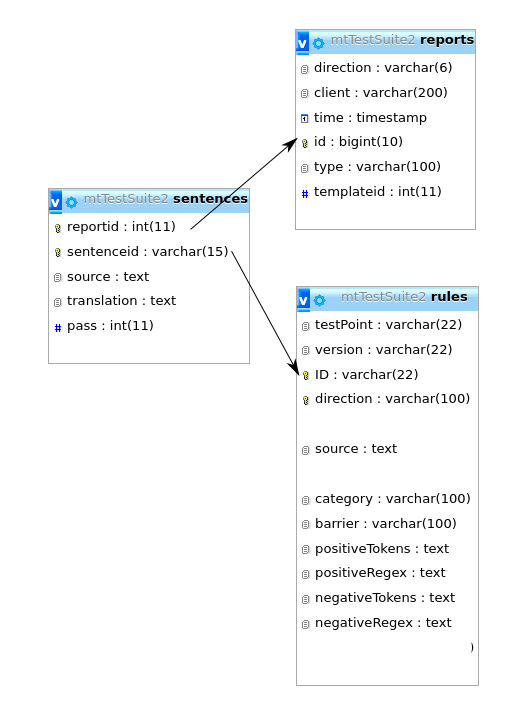 v mtTestSuite2 reports
direction : varchar(6)
client : varchar(200)
time : timestamp
id : bigint(10)
type : varchar(100)
# templateid : int(11)
v mtTestSuite2 sentences
reportid : int(11)
sentenceid : varchar(15)
source : text
translation : text
# pass : int(11)
v mtTestSuite2 rules
testPoint : varchar(22)
version : varchar(22)
ID : varchar(22)
direction : varchar(100)
source : text
category : varchar(100)
barrier : varchar(100)
positiveTokens : text
positiveRegex : text
negativeTokens : text
negativeRegex : text
)